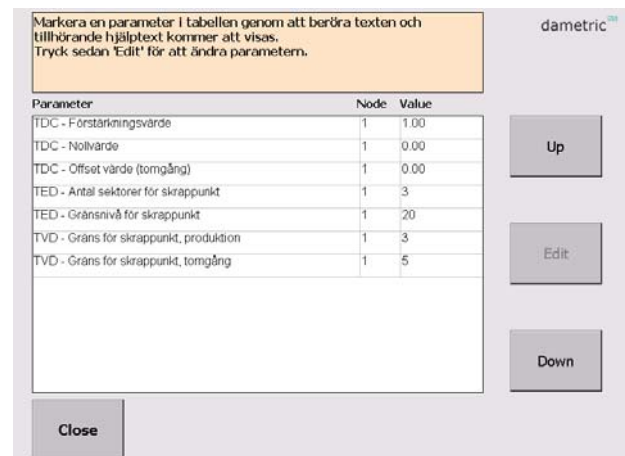 Markera en parameter i tabellen genom att beröra texten och
tillhörande hjälptext kommer att visas.
Tryck sedan 'Edit' för att ändra parametern.
dametric
Parameter Node Value
TDC - Förstärkningsvärde 1 1.00
TDC - Nollvärde 1 0.00
TDC - Offset värde (tomgång) 1 0.00
TED - Antal sektorer för skrappunkt 1 3
TED - Gränsnivå för skrappunkt 1 20
TVD - Gräns för skrappunkt, produktion 1 3
TVD - Gräns för skrappunkt, tomgång 1 5
Up
Edit
Down
Close